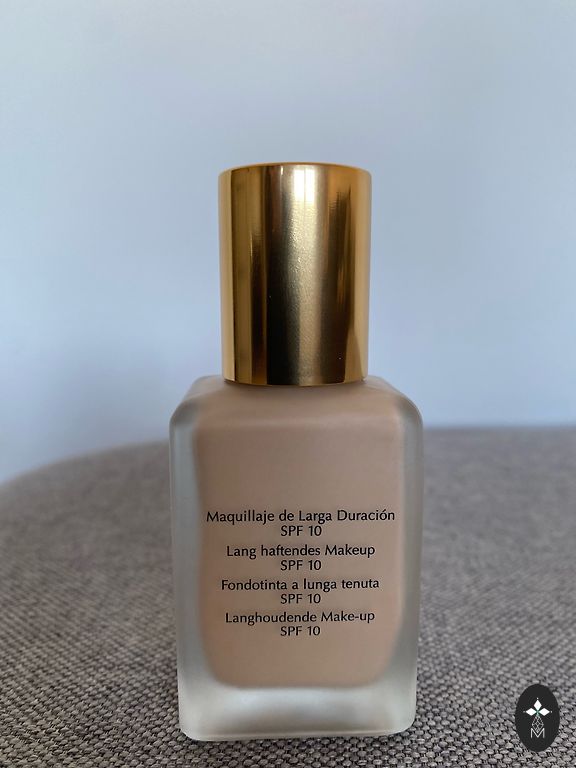 Maquillaje de Larga Duración
SPF 10
Lang haftendes Makeup
SPF 10
Fondotinta a lunga tenuta
SPF 10
Langhoudende Make-up
SPF 10